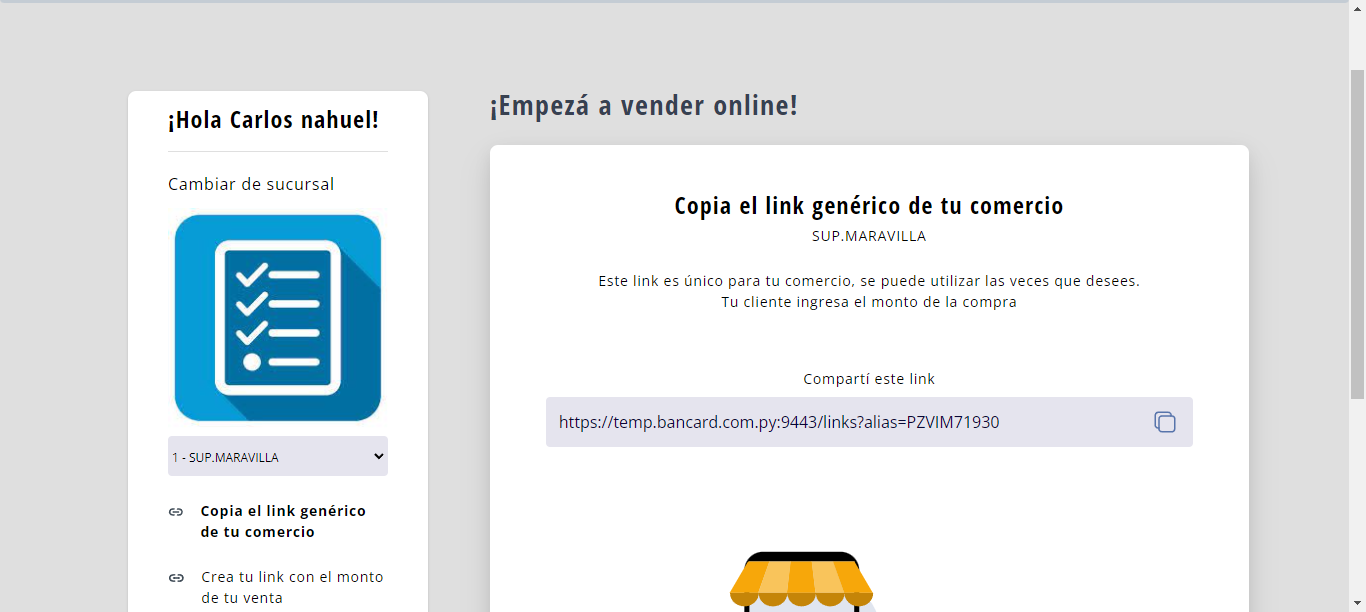 ¡Hola Carlos nahuel!
Cambiar de sucursal
1 - SUP.MARAVILLA
Copia el link genérico
de tu comercio
Crea tu link con el monto
de tu venta
¡Empezá a vender online!
Copia el link genérico de tu comercio
SUP.MARAVILLA
Este link es único para tu comercio, se puede utilizar las veces que desees.
Tu cliente ingresa el monto de la compra
Compartí este link
https://temp.bancard.com.py:9443/links?alias=PZVIM71930